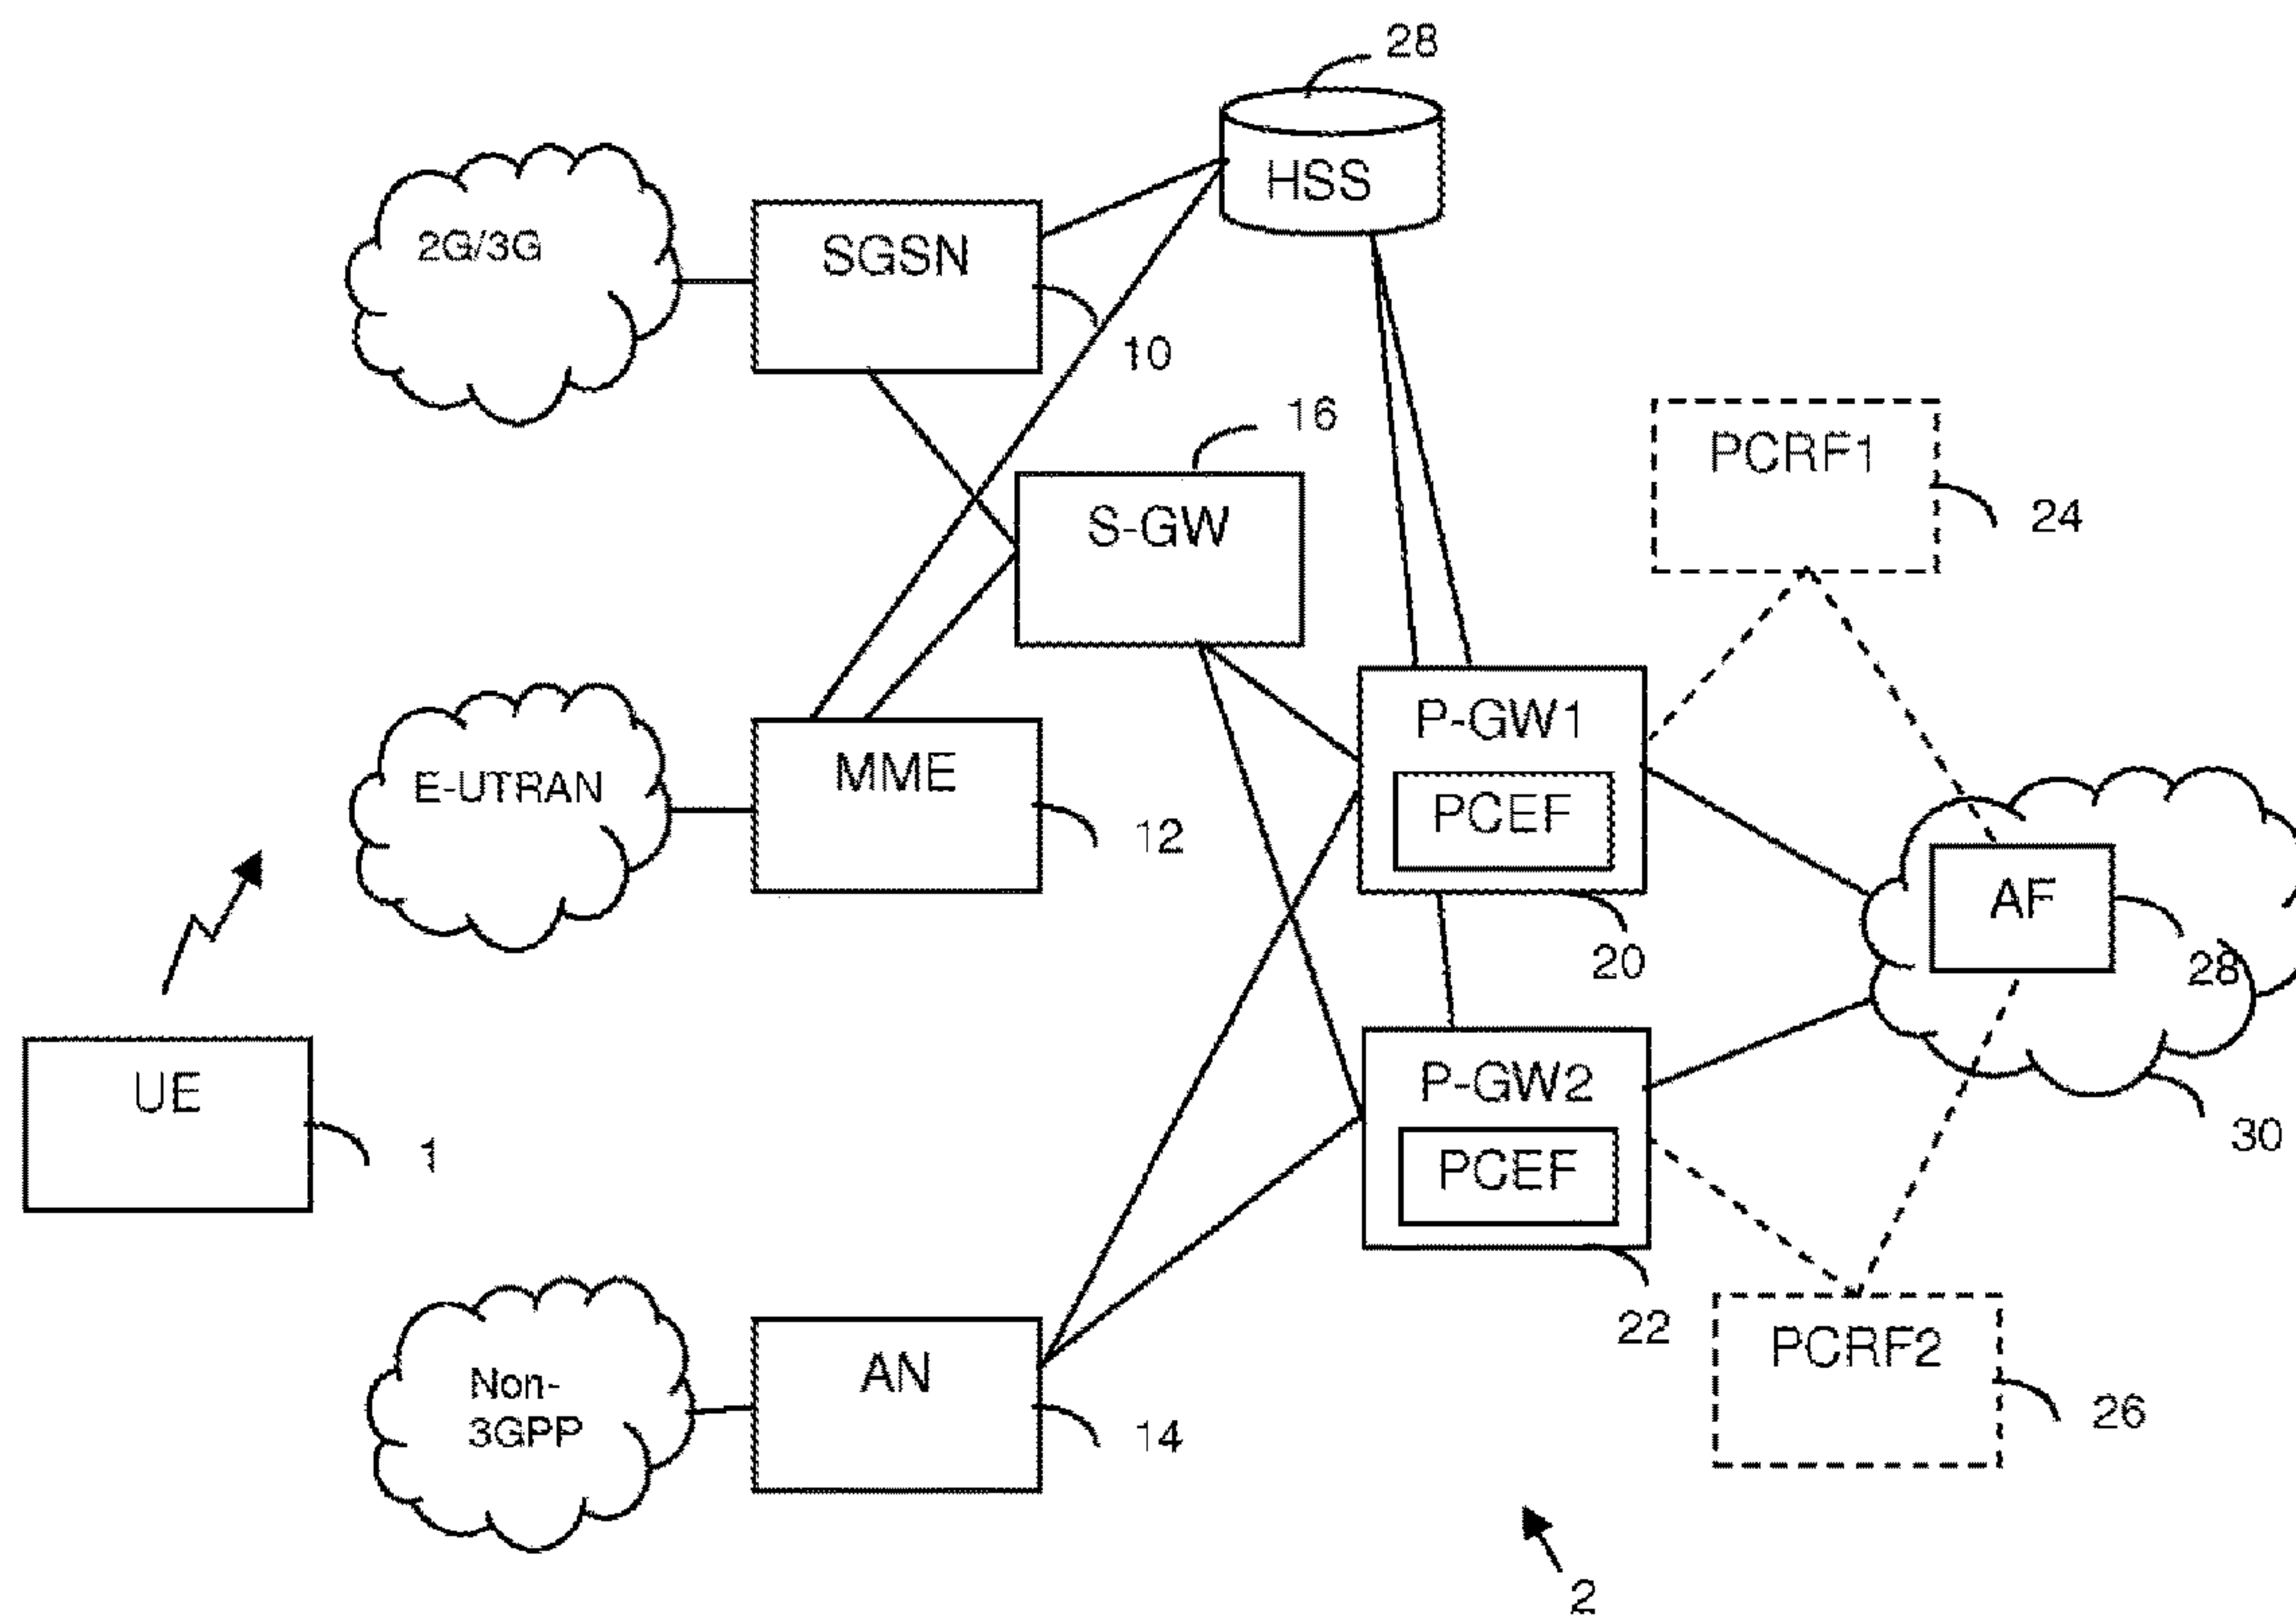 28
HSS
2G/3G
SGSN
10
16
S-GW
PCRF1
24
E-UTRAN
MME
12
P-GW1
PCEF
20
AF
28
UE
1
P-GW2
PCEF
22
30
Non-
3GPP
AN
14
PCRF2
26
2